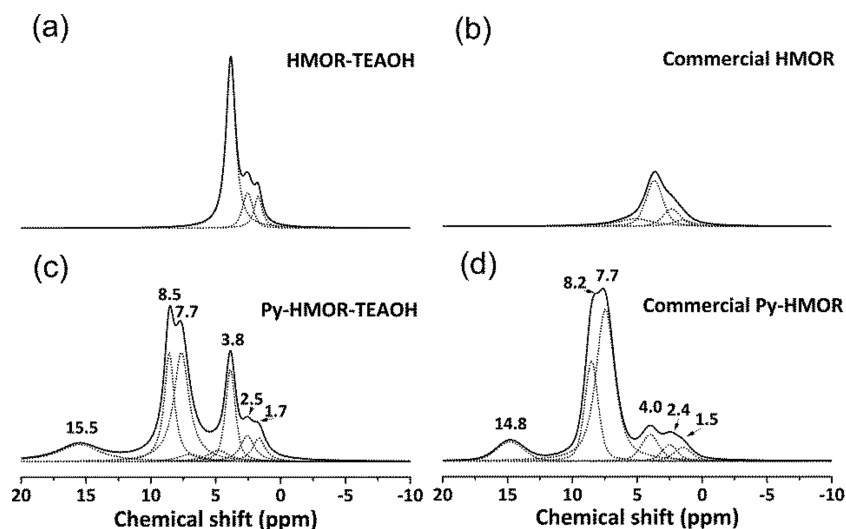 (a)
HMOR-TEAOH
(b)
Commercial HMOR
(c)
Py-HMOR-TEAOH
8.5
7.7
3.8
2.5
1.7
15.5
(d)
Commercial Py-HMOR
8.2
7.7
4.0
2.4
1.5
14.8
20 15 10 5 0 -5 -10
Chemical shift (ppm)
20 15 10 5 0 -5 -10
Chemical shift (ppm)